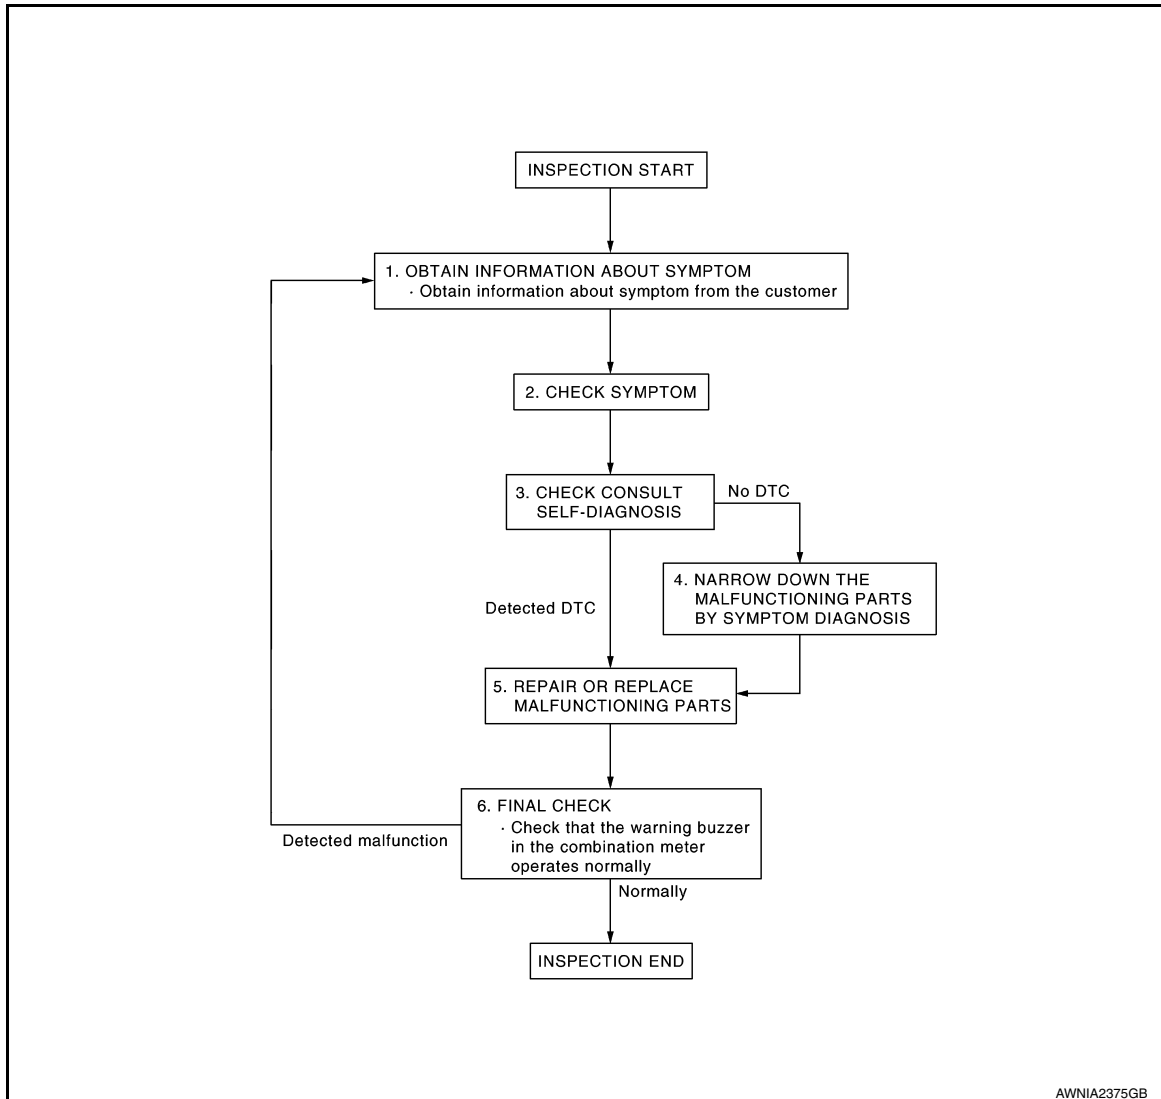 INSPECTION START
1. OBTAIN INFORMATION ABOUT SYMPTOM
· Obtain information about symptom from the customer
2. CHECK SYMPTOM
3. CHECK CONSULT
SELF-DIAGNOSIS
No DTC
4. NARROW DOWN THE
MALFUNCTIONING PARTS
BY SYMPTOM DIAGNOSIS
Detected DTC
5. REPAIR OR REPLACE
MALFUNCTIONING PARTS
6. FINAL CHECK
· Check that the warning buzzer
in the combination meter
operates normally
Detected malfunction
Normally
INSPECTION END
AWNIA2375GB